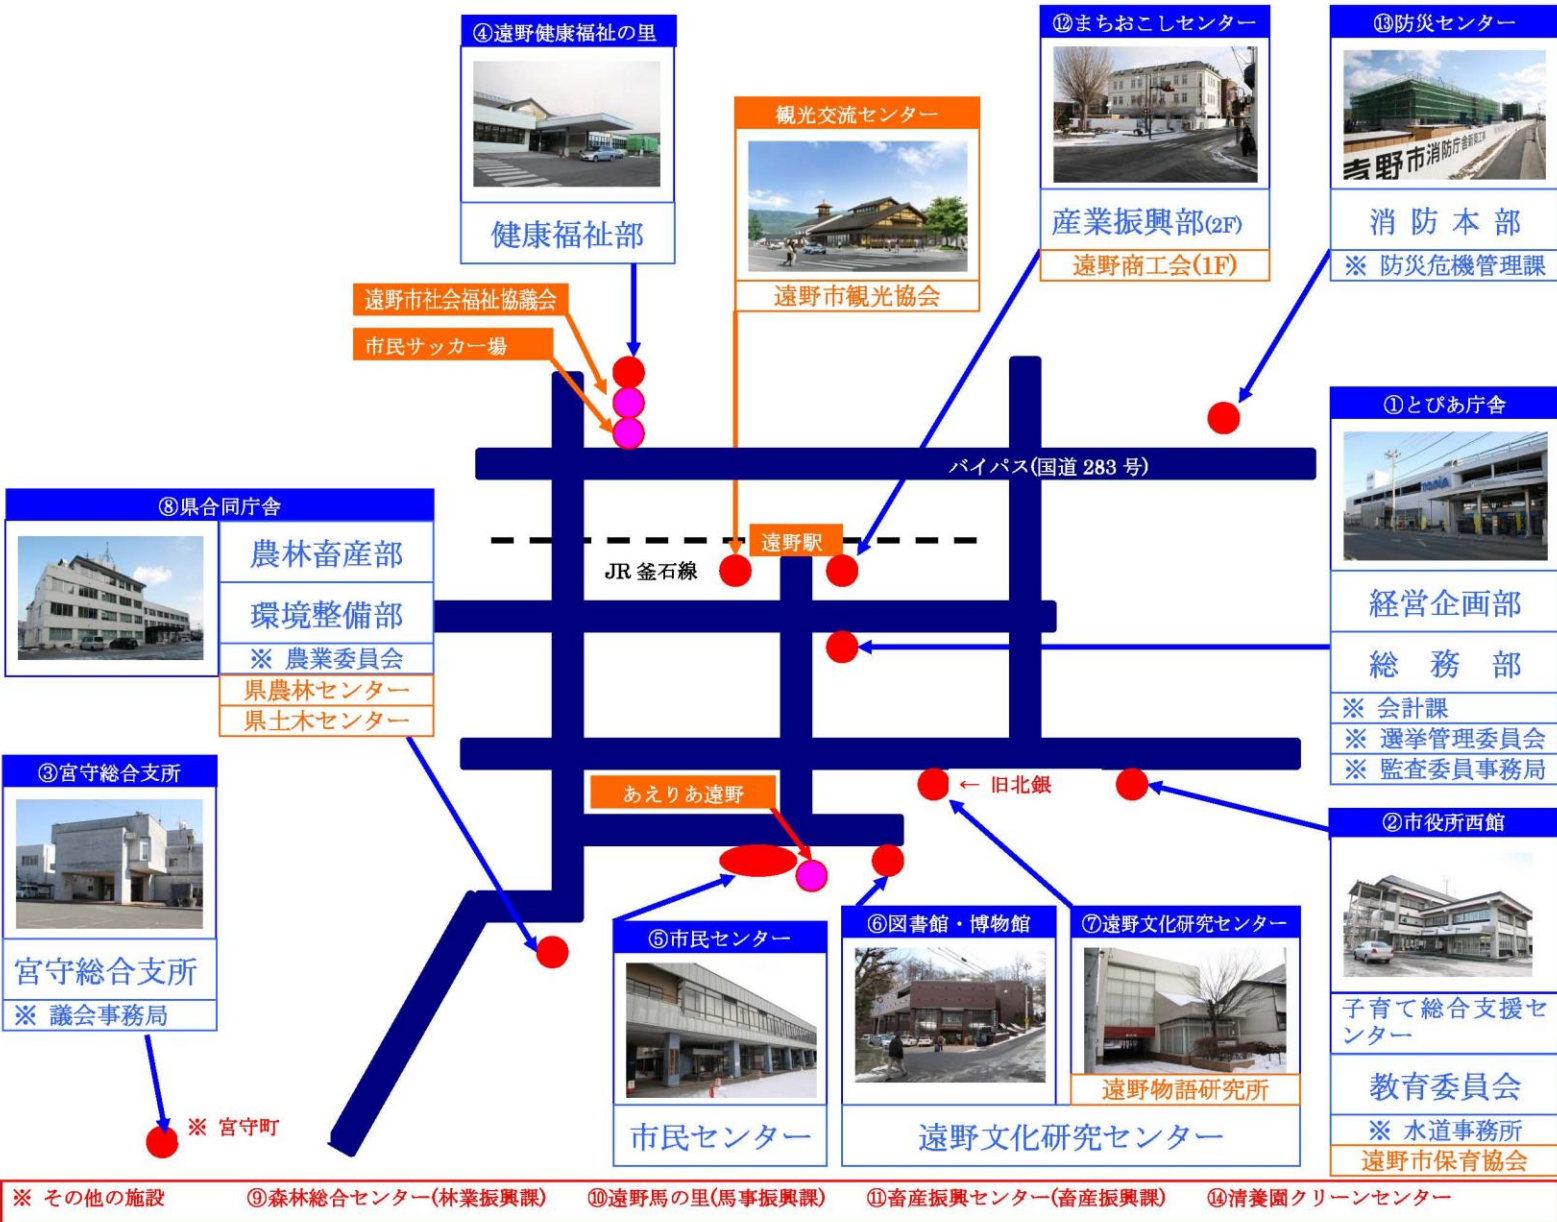 ④遠野健康福祉の里
健康福祉部
観光交流センター
遠野市観光協会
⑫まちおこしセンター
産業振興部(2F)
遠野商工会(1F)
⑬防災センター
遠野市消防庁舎新築工事
消防本部
※ 防災危機管理課
遠野市社会福祉協議会
市民サッカー場
バイパス(国道 283 号)
遠野駅
JR 釜石線
①とぴあ庁舎
TOPIA
経営企画部
総 務 部
※ 会計課
※ 選挙管理委員会
※ 監査委員事務局
⑧県合同庁舎
農林畜産部
環境整備部
※ 農業委員会
県農林センター
県土木センター
③宮守総合支所
宮守総合支所
※ 議会事務局
※ 宮守町
あえりあ遠野
← 旧北銀
②市役所西館
子育て総合支援セ
ンター
教育委員会
※ 水道事務所
遠野市保育協会
⑤市民センター
市民センター
⑥図書館・博物館
⑦遠野文化研究センター
遠野物語研究所
遠野文化研究センター
※ その他の施設 ⑨森林総合センター(林業振興課) ⑩遠野馬の里(馬事振興課) ⑪畜産振興センター(畜産振興課) ⑭清養園クリーンセンター